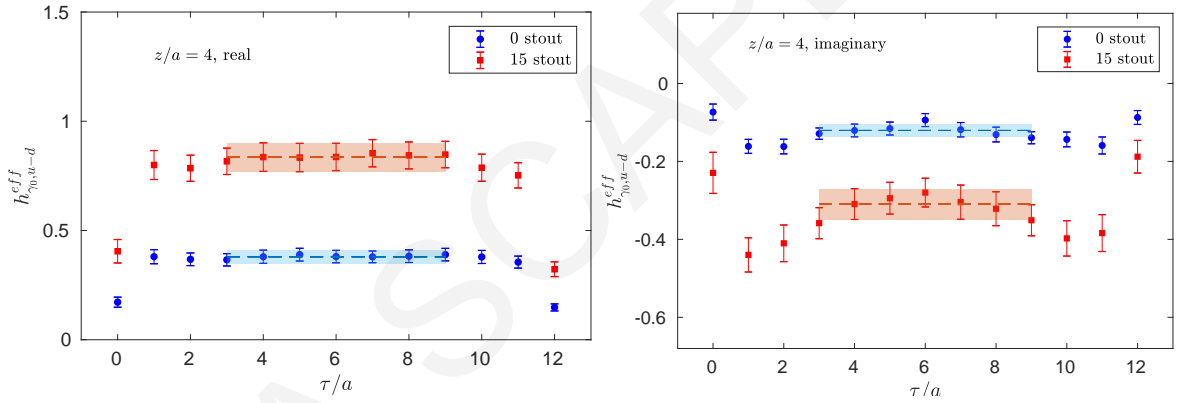 1.5
1
0.5
0
0 2 4 6 8 10 12
z/a = 4, real
0 stout
15 stout
h^{eff}_{γ_0,u−d}
τ/a
0
-0.2
-0.4
-0.6
0 2 4 6 8 10 12
z/a = 4, imaginary
0 stout
15 stout
h^{eff}_{γ_0,u−d}
τ/a